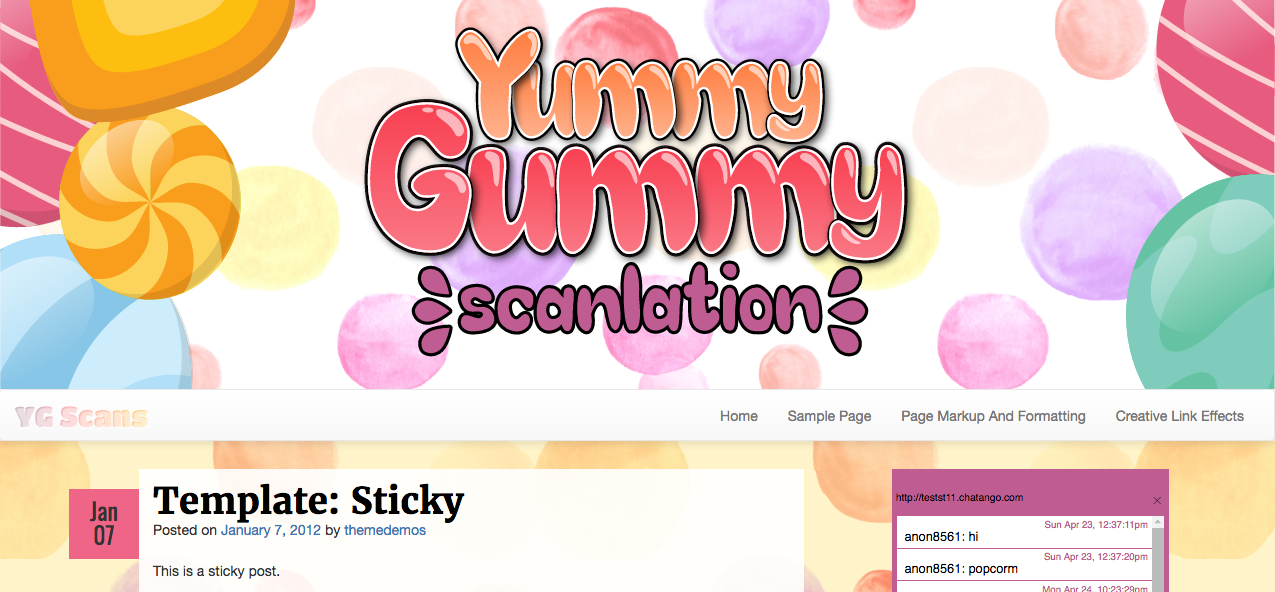 Yummy
Gummy
scanlation
YG Scans
Home Sample Page Page Markup And Formatting Creative Link Effects
Jan
07
Template: Sticky
Posted on January 7, 2012 by themedemos
This is a sticky post.
http://testst11.chatango.com ×
Sun Apr 23, 12:37:11pm
anon8561: hi
Sun Apr 23, 12:37:20pm
anon8561: popcorm
Mon Apr 24, 10:23:29pm